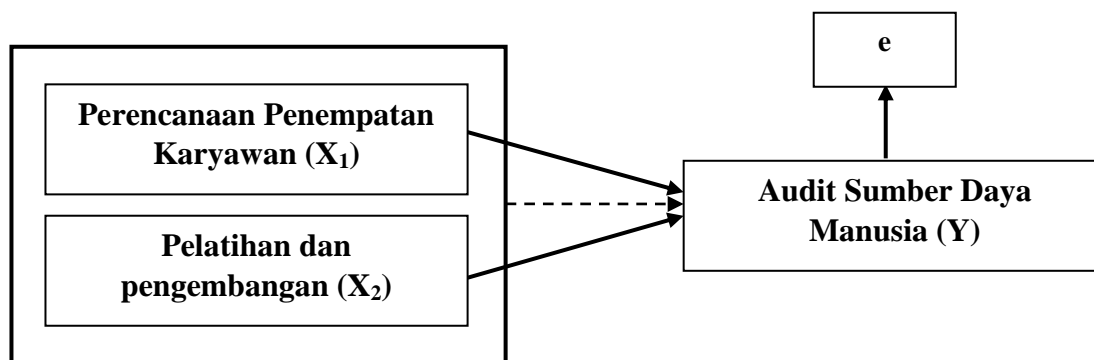 e
Perencanaan Penempatan
Karyawan (X₁)
Pelatihan dan
pengembangan (X₂)
Audit Sumber Daya
Manusia (Y)